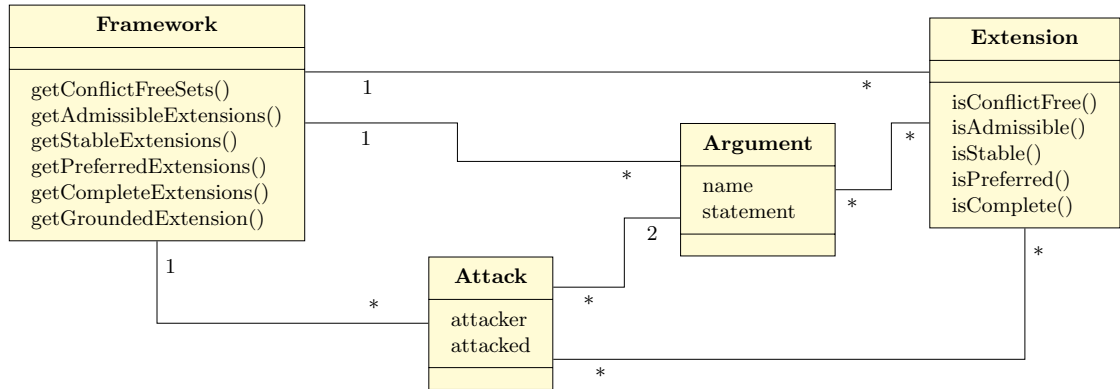 Framework
getConflictFreeSets()
getAdmissibleExtensions()
getStableExtensions()
getPreferredExtensions()
getCompleteExtensions()
getGroundedExtension()
1
*
1
*
1
*
Extension
isConflictFree()
isAdmissible()
isStable()
isPreferred()
isComplete()
Argument
name
statement
*
*
2
*
Attack
attacker
attacked
*
*